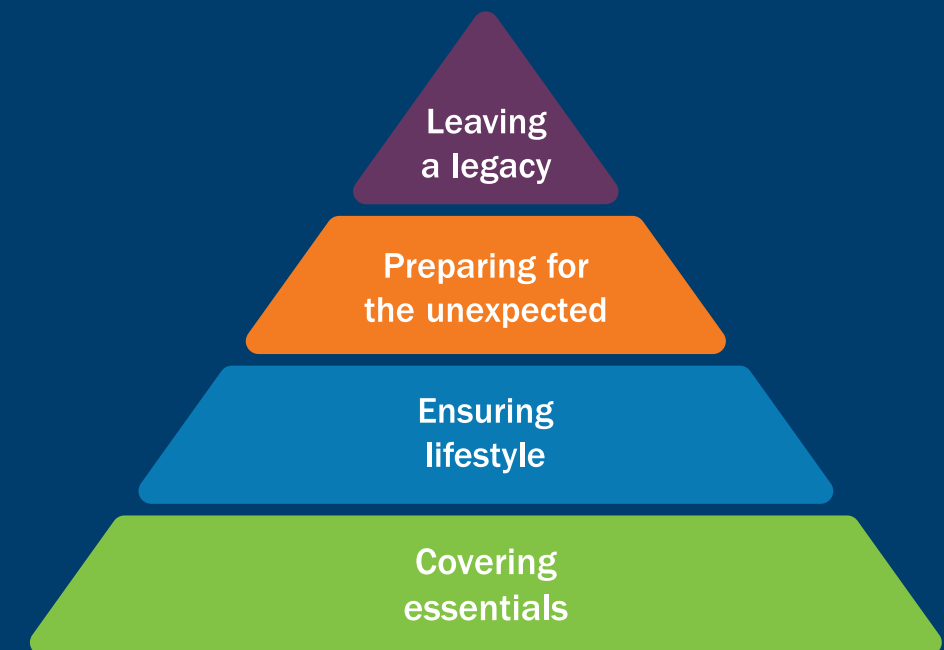 Leaving
a legacy
Preparing for
the unexpected
Ensuring
lifestyle
Covering
essentials